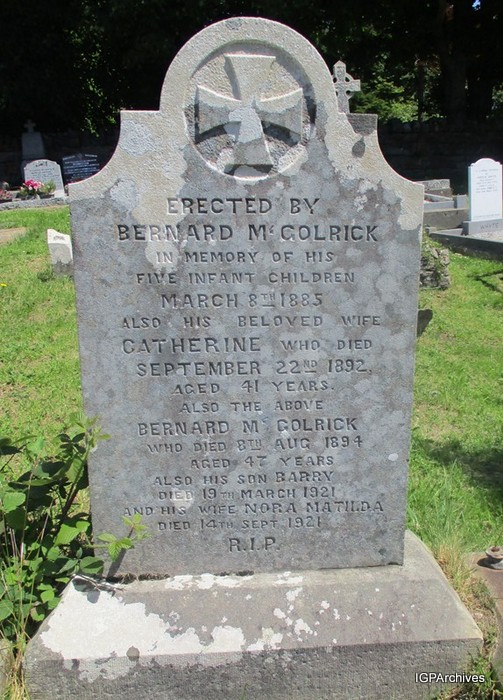 ERECTED BY
BERNARD McGOLRICK
IN MEMORY OF HIS
FIVE INFANT CHILDREN
MARCH 8TH 1885
ALSO HIS BELOVED WIFE
CATHERINE WHO DIED
SEPTEMBER 22ND 1892,
AGED 41 YEARS.
ALSO THE ABOVE
BERNARD McGOLRICK
WHO DIED 8TH AUG 1894
AGED 47 YEARS
ALSO HIS SON BARRY
DIED 19TH MARCH 1921
AND HIS WIFE NORA MATILDA
DIED 14TH SEPT 1921
R.I.P.
IGPArchives